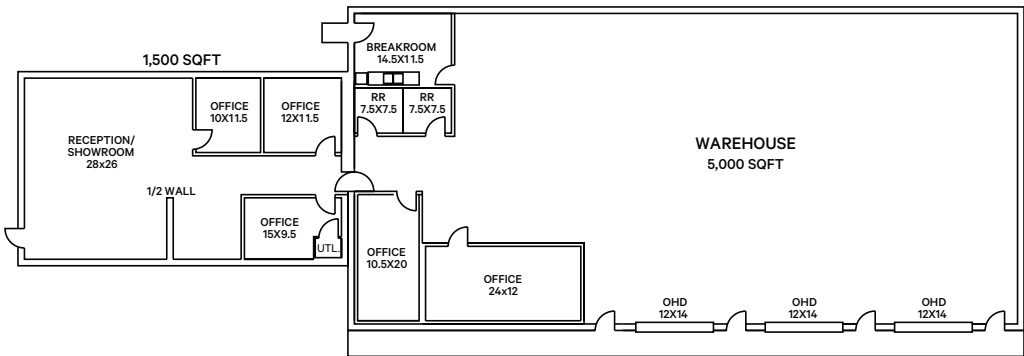 1,500 SQFT
BREAKROOM
14.5X11.5
RR
7.5X7.5
RR
7.5X7.5
OFFICE
10X11.5
OFFICE
12X11.5
RECEPTION/
SHOWROOM
28x26
WAREHOUSE
5,000 SQFT
1/2 WALL
OFFICE
15X9.5
UTL.
OFFICE
10.5X20
OFFICE
24x12
OHD
12X14
OHD
12X14
OHD
12X14